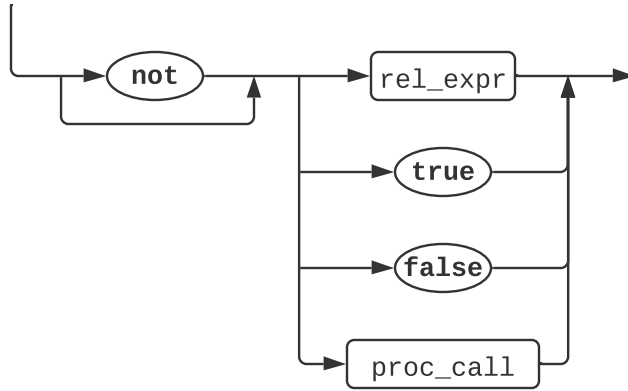 not rel_expr
true
false
proc_call